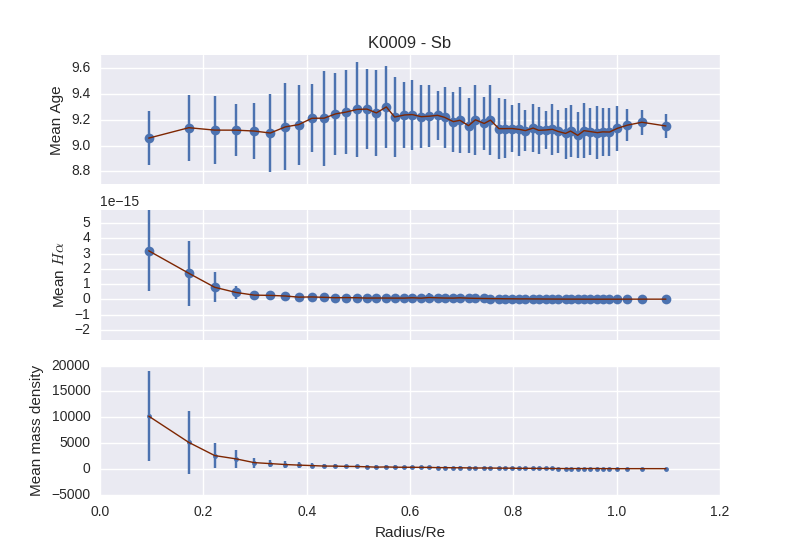 K0009 - Sb
Mean Age
9.6
9.4
9.2
9.0
8.8
1e−15
Mean Hα
5
4
3
2
1
0
−1
−2
Mean mass density
20000
15000
10000
5000
0
−5000
0.0 0.2 0.4 0.6 0.8 1.0 1.2
Radius/Re